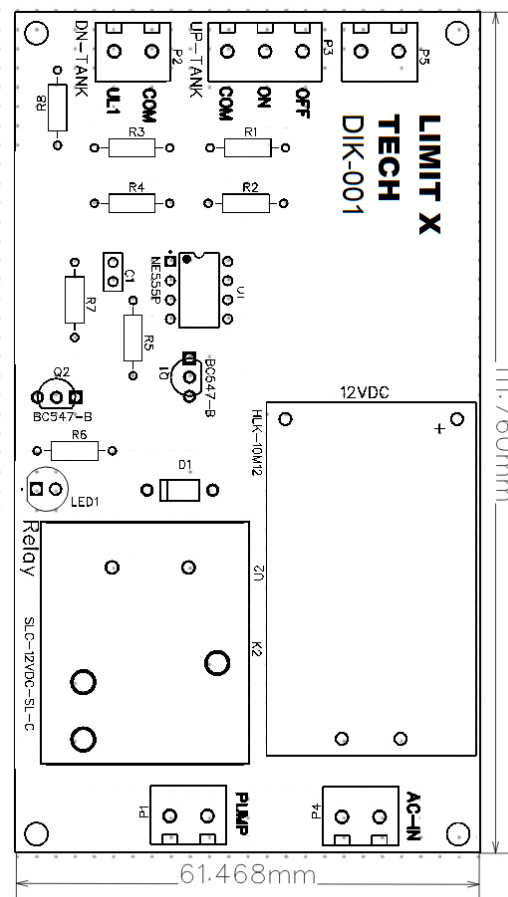 DN-TANK
P2
UP-TANK
P3
P5
UL1
COM
COM
ON
OFF
R8
LIMIT X
TECH
DIK-001
R3
R1
R4
R2
NE555P
U1
C1
R7
R5
Q1
BC547-B
Q2
BC547-B
12VDC
HLK-10M12
+
111.760mm
R6
D1
LED1
Relay
U2
K2
SLC-12VDC-SL-C
P1
PUMP
P4
AC-IN
61.468mm